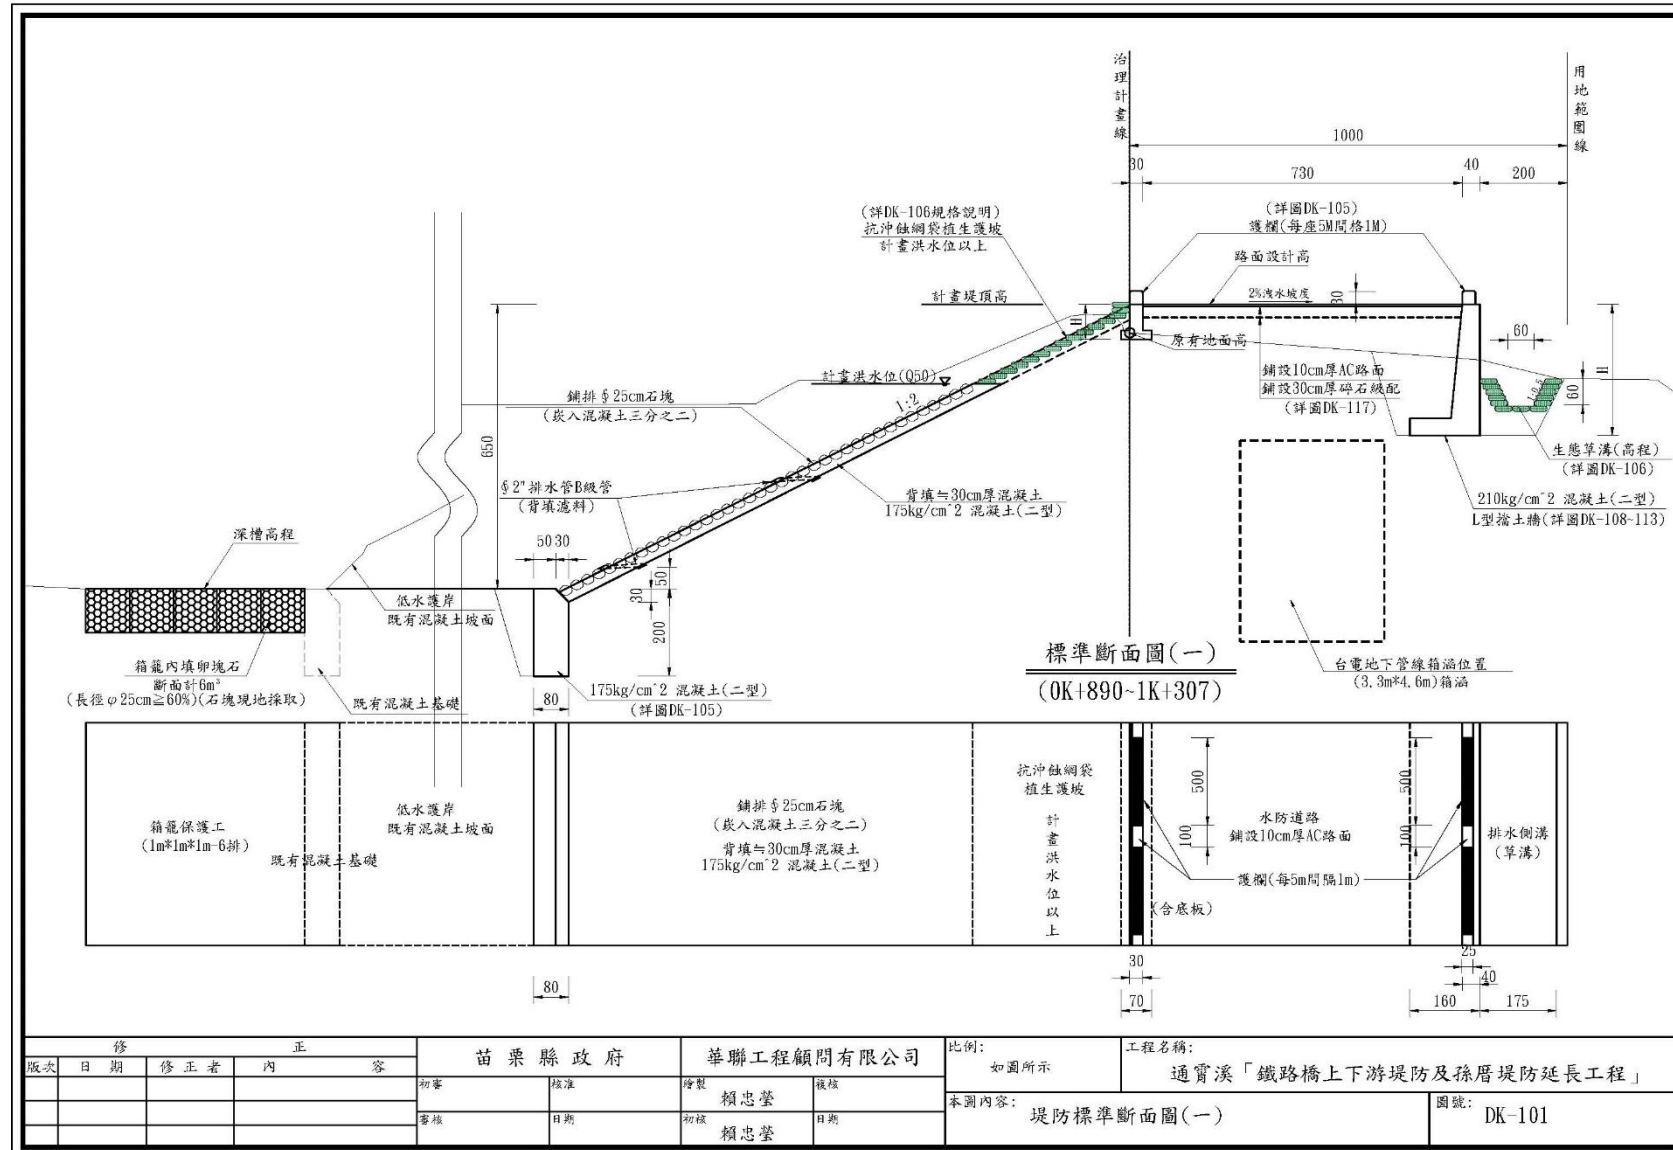 治理計畫線
用地範圍線
1000
30
730
40
200
(詳DK-106規格說明)
抗沖蝕網袋植生護坡
計畫洪水位以上
(詳圖DK-105)
護欄(每座5M間格1M)
路面設計高
計畫堤頂高
2%洩水坡度
30
H
原有地面高
60
H
計畫洪水位(Q50)
鋪設10cm厚AC路面
鋪設30cm厚碎石級配
(詳圖DK-117)
1:0.5
60
鋪排∮25cm石塊
(崁入混凝土三分之二)
1:2
650
生態草溝(高程)
(詳圖DK-106)
∮2"排水管B級管
(背填濾料)
背填≒30cm厚混凝土
175kg/cm^2 混凝土(二型)
210kg/cm^2 混凝土(二型)
L型擋土牆(詳圖DK-108~113)
深槽高程
50
30
50
30
200
低水護岸
既有混凝土坡面
標準斷面圖(一)
(0K+890~1K+307)
台電地下管線箱涵位置
(3.3m*4.6m)箱涵
箱籠內填卵塊石
斷面計6m³
(長徑φ25cm≧60%)(石塊現地採取)
既有混凝土基礎
175kg/cm^2 混凝土(二型)
(詳圖DK-105)
80
箱籠保護工
(1m*1m*1m-6排)
既有混凝土基礎
低水護岸
既有混凝土坡面
鋪排∮25cm石塊
(崁入混凝土三分之二)
背填≒30cm厚混凝土
175kg/cm^2 混凝土(二型)
抗沖蝕網袋
植生護坡
計畫洪水位以上
500
100
水防道路
鋪設10cm厚AC路面
護欄(每5m間隔1m)
(含底板)
500
100
排水側溝
(草溝)
80
30
70
25
40
160
175
修正
版次
日期
修正者
內容
苗栗縣政府
初審
核准
審核
日期
華聯工程顧問有限公司
繪製
賴忠瑩
複核
初核
賴忠瑩
日期
比例:
如圖所示
工程名稱:
通霄溪「鐵路橋上下游堤防及孫厝堤防延長工程」
本圖內容:
堤防標準斷面圖(一)
圖號:
DK-101